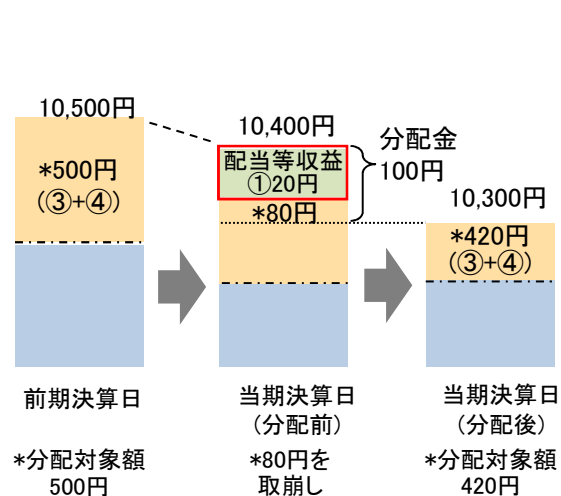 10,500円
*500円
(③+④)
10,400円
配当等収益
①20円
*80円
分配金
100円
10,300円
*420円
(③+④)
前期決算日
当期決算日
(分配前)
当期決算日
(分配後)
*分配対象額
500円
*80円を
取崩し
*分配対象額
420円